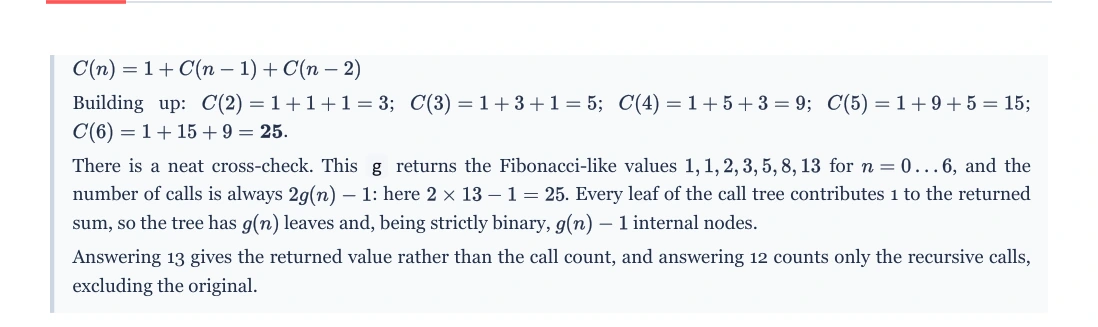 C(n) = 1 + C(n − 1) + C(n − 2)
Building up: C(2) = 1 + 1 + 1 = 3; C(3) = 1 + 3 + 1 = 5; C(4) = 1 + 5 + 3 = 9; C(5) = 1 + 9 + 5 = 15;
C(6) = 1 + 15 + 9 = 25.
There is a neat cross-check. This g returns the Fibonacci-like values 1, 1, 2, 3, 5, 8, 13 for n = 0…6, and the
number of calls is always 2g(n) − 1: here 2 × 13 − 1 = 25. Every leaf of the call tree contributes 1 to the returned
sum, so the tree has g(n) leaves and, being strictly binary, g(n) − 1 internal nodes.
Answering 13 gives the returned value rather than the call count, and answering 12 counts only the recursive calls,
excluding the original.